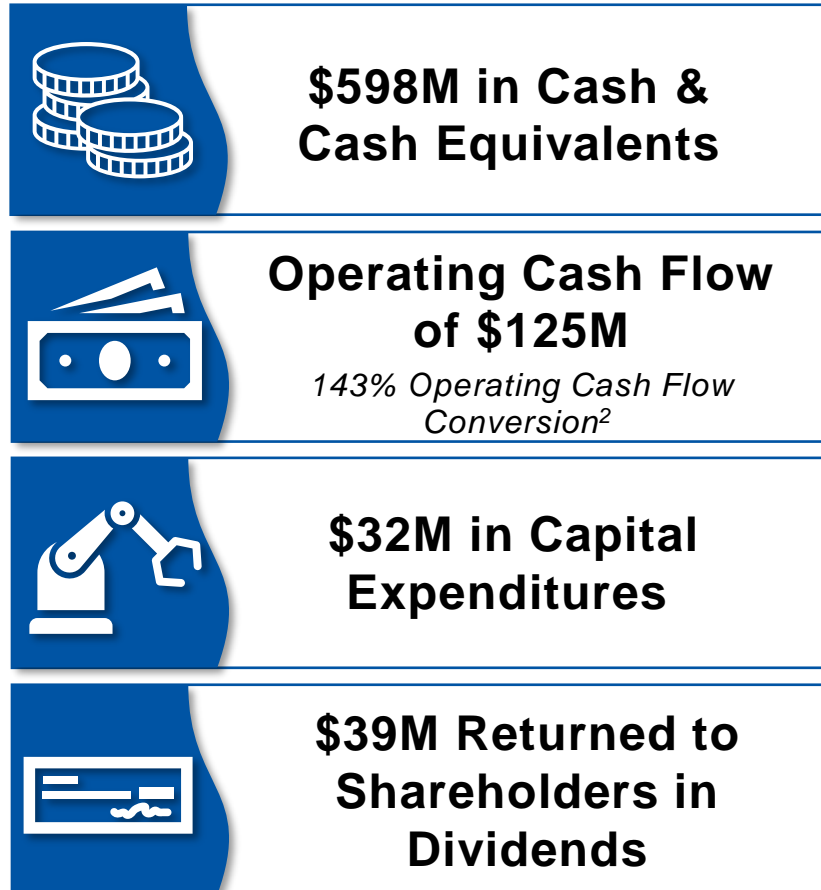 $598M in Cash &
Cash Equivalents
Operating Cash Flow
of $125M
143% Operating Cash Flow
Conversion²
$32M in Capital
Expenditures
$39M Returned to
Shareholders in
Dividends